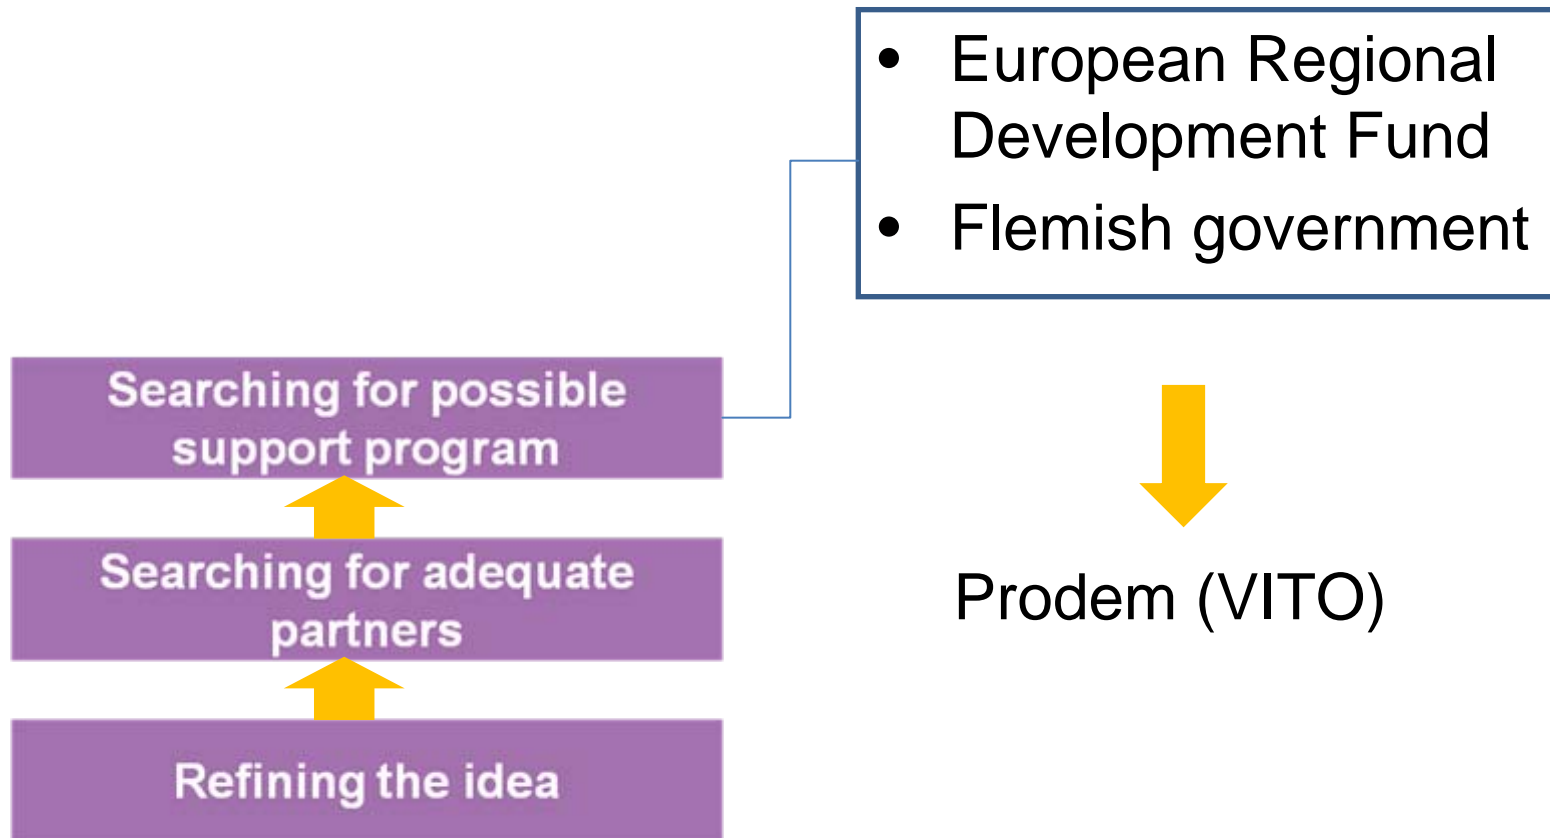 • European Regional
Development Fund
• Flemish government
Searching for possible
support program
Searching for adequate
partners
Prodem (VITO)
Refining the idea